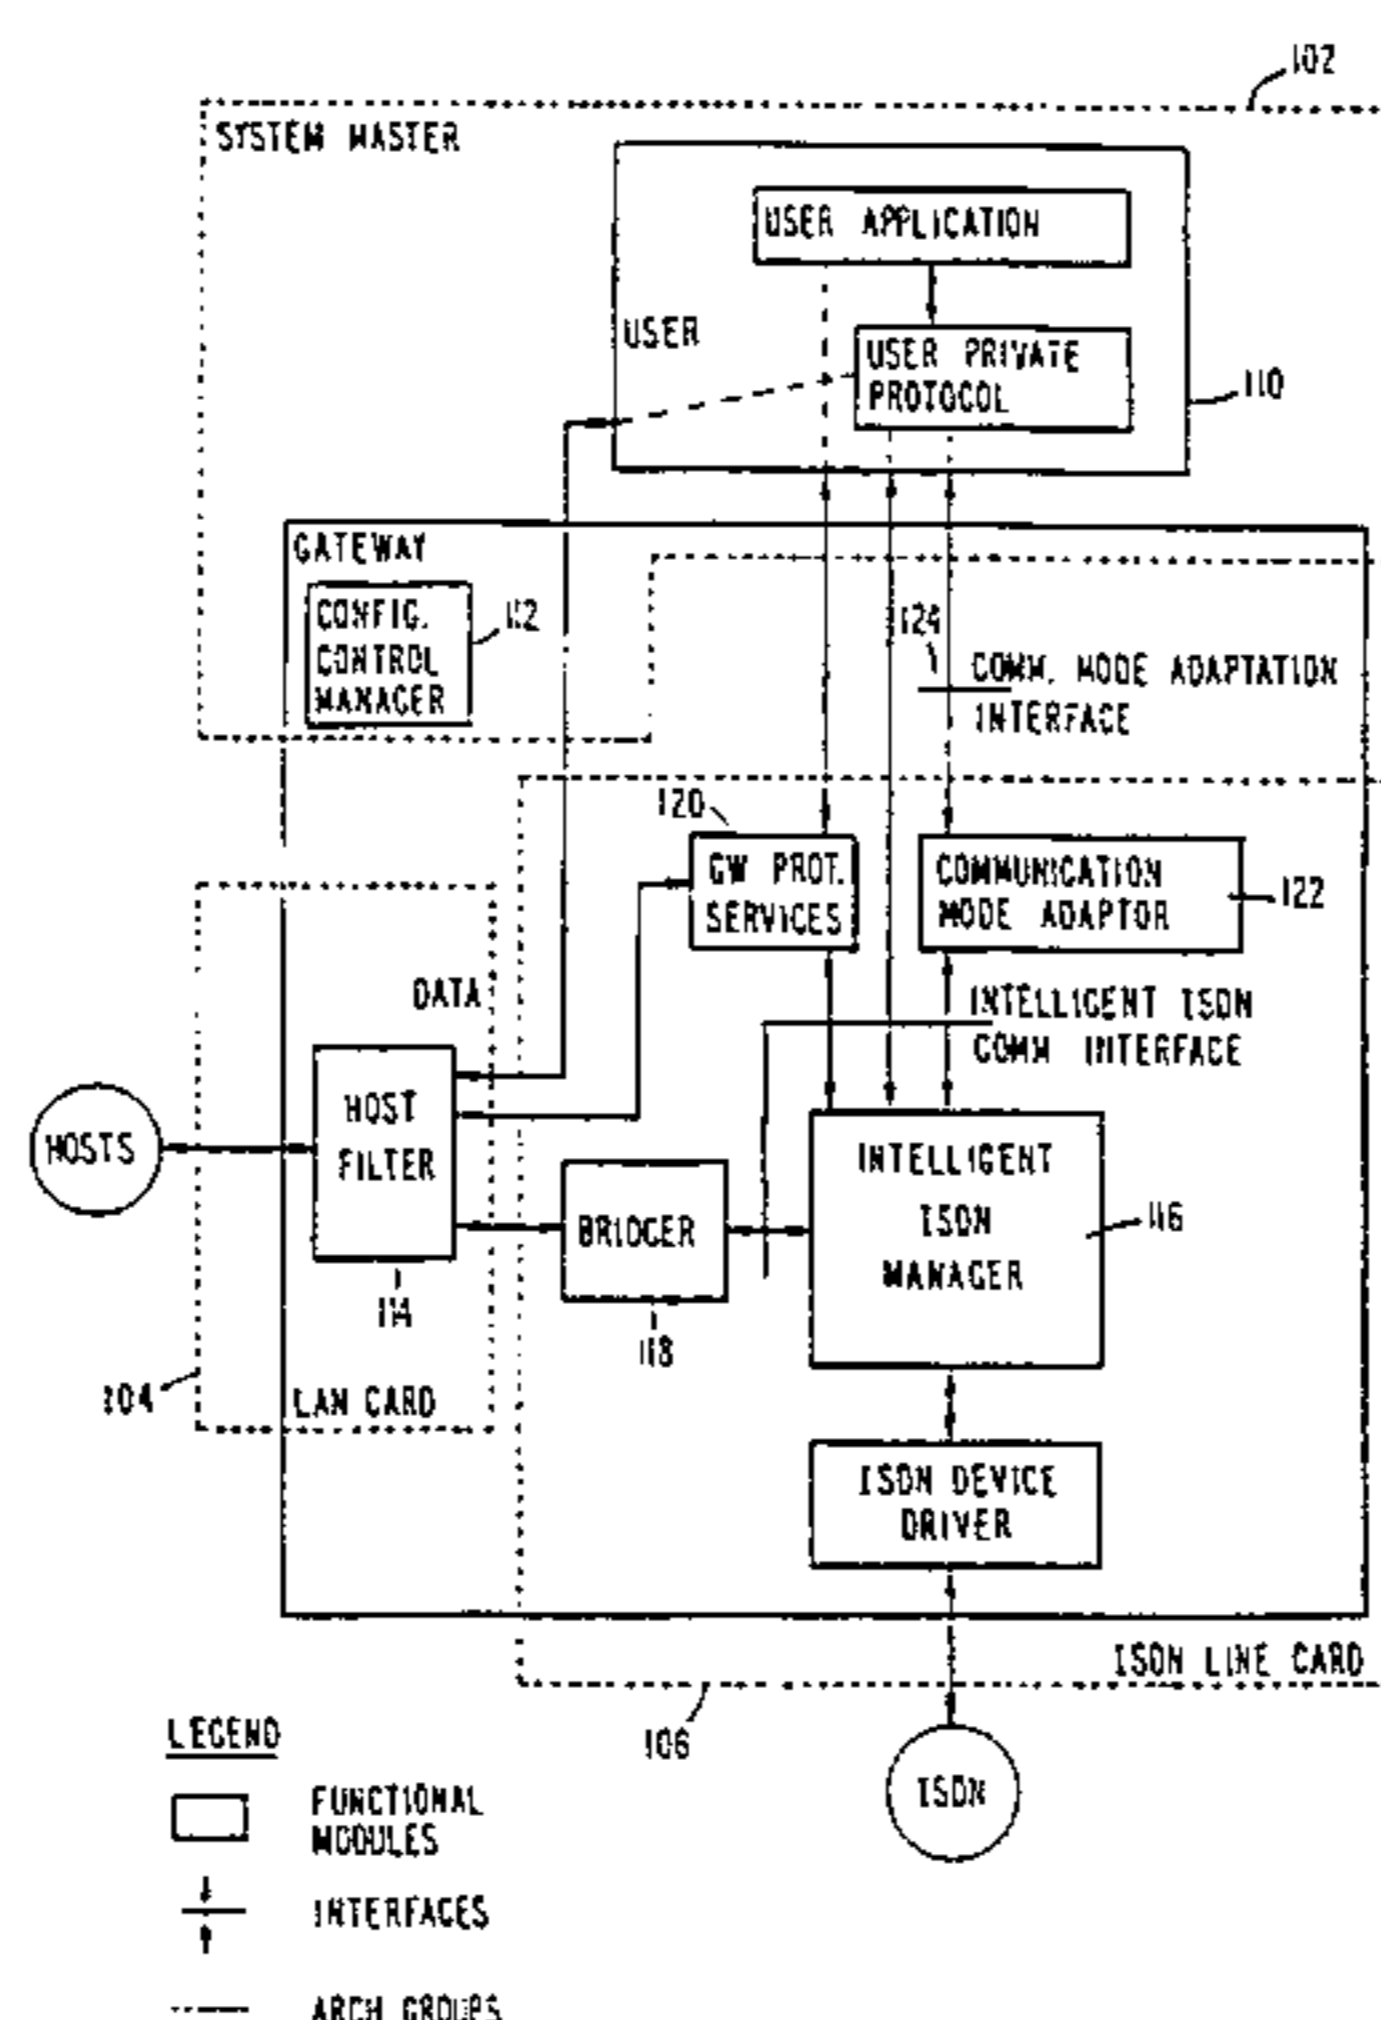 102
SYSTEM MASTER
USER APPLICATION
USER
USER PRIVATE
PROTOCOL
110
GATEWAY
CONFIG.
CONTROL
MANAGER
112
124
COMM. MODE ADAPTATION
INTERFACE
120
GW PROT.
SERVICES
COMMUNICATION
MODE ADAPTOR
122
DATA
INTELLIGENT ISDN
COMM INTERFACE
HOSTS
HOST
FILTER
114
BRIDGER
118
INTELLIGENT
ISDN
MANAGER
116
104
LAN CARD
ISDN DEVICE
DRIVER
ISDN LINE CARD
106
ISDN
LEGEND
FUNCTIONAL
MODULES
INTERFACES
ARCH GROUPS